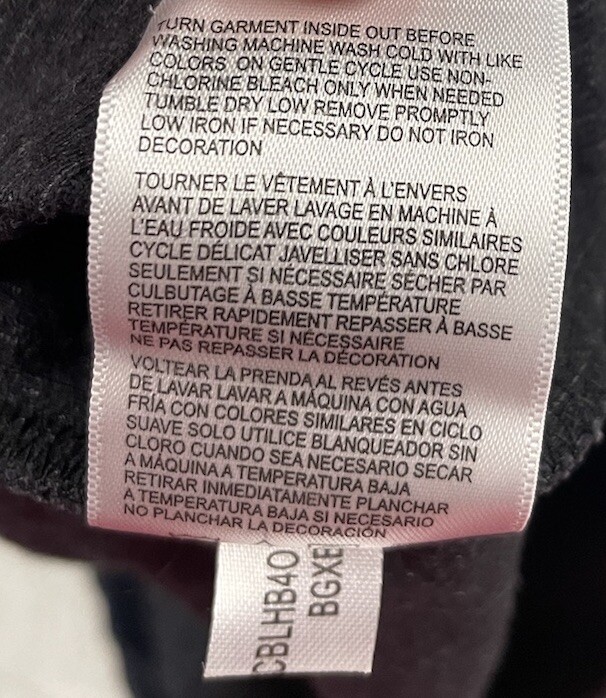 TURN GARMENT INSIDE OUT BEFORE
WASHING MACHINE WASH COLD WITH LIKE
COLORS ON GENTLE CYCLE USE NON-
CHLORINE BLEACH ONLY WHEN NEEDED
TUMBLE DRY LOW REMOVE PROMPTLY
LOW IRON IF NECESSARY DO NOT IRON
DECORATION
TOURNER LE VÊTEMENT À L'ENVERS
AVANT DE LAVER LAVAGE EN MACHINE À
L'EAU FROIDE AVEC COULEURS SIMILAIRES
CYCLE DÉLICAT JAVELLISER SANS CHLORE
SEULEMENT SI NÉCESSAIRE SÉCHER PAR
CULBUTAGE À BASSE TEMPÉRATURE
RETIRER RAPIDEMENT REPASSER À BASSE
TEMPÉRATURE SI NÉCESSAIRE
NE PAS REPASSER LA DÉCORATION
VOLTEAR LA PRENDA AL REVÉS ANTES
DE LAVAR LAVAR A MÁQUINA CON AGUA
FRÍA CON COLORES SIMILARES EN CICLO
SUAVE SOLO UTILICE BLANQUEADOR SIN
CLORO CUANDO SEA NECESARIO SECAR
A MÁQUINA A TEMPERATURA BAJA
RETIRAR INMEDIATAMENTE PLANCHAR
A TEMPERATURA BAJA SI NECESARIO
NO PLANCHAR LA DECORACIÓN
CBLHB40
BGXE